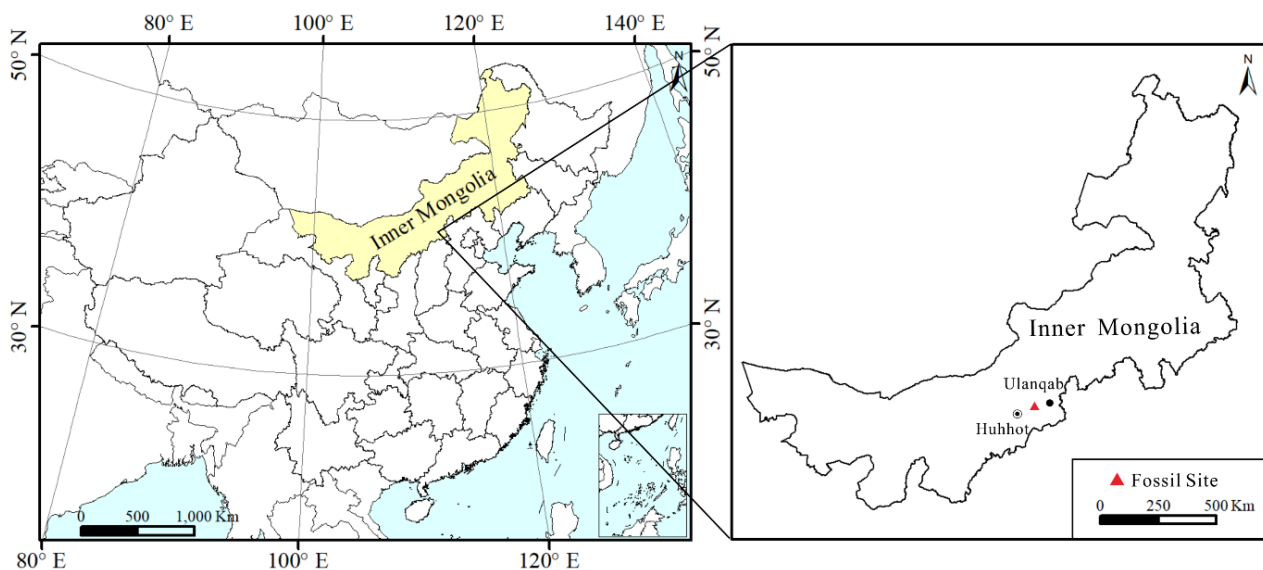 80° E 100° E 120° E 140° E
50° N
30° N
N
Inner Mongolia
0 500 1,000 Km
80° E 100° E 120° E
50° N
30° N
N
Inner Mongolia
Ulanqab
Huhhot
Fossil Site
0 250 500 Km